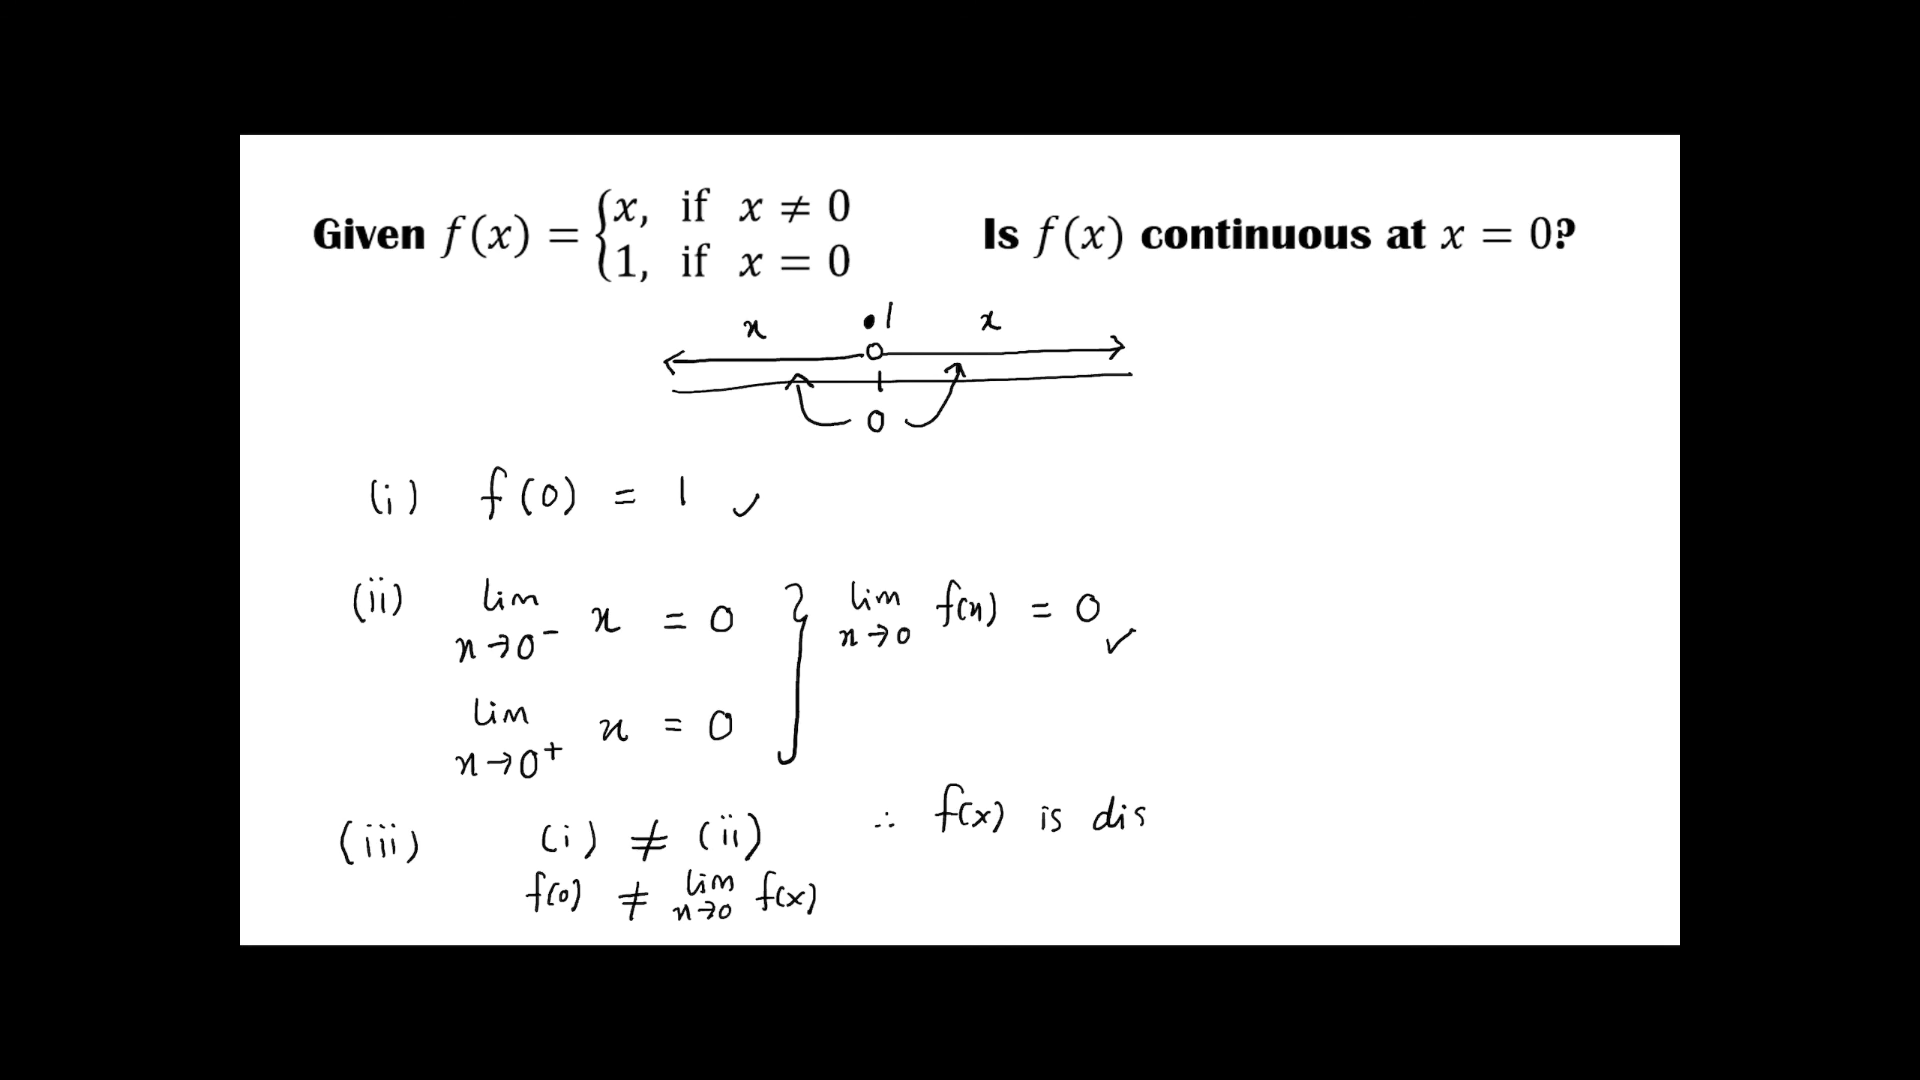 Given f(x) = {x, if x ≠ 0
1, if x = 0
Is f(x) continuous at x = 0?
x •1 x
0
(i) f(0) = 1 ✓
(ii) lim x→0⁻ x = 0 } lim x→0 f(x) = 0 ✓
lim x→0⁺ x = 0
(iii) (i) ≠ (ii) ∴ f(x) is dis
f(0) ≠ lim x→0 f(x)